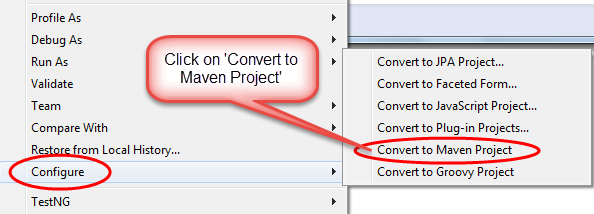 Profile As
Debug As
Run As
Validate
Team
Compare With
Restore from Local History...
Configure
TestNG
Click on 'Convert to
Maven Project'
Convert to JPA Project...
Convert to Faceted Form...
Convert to JavaScript Project...
Convert to Plug-in Projects...
Convert to Maven Project
Convert to Groovy Project